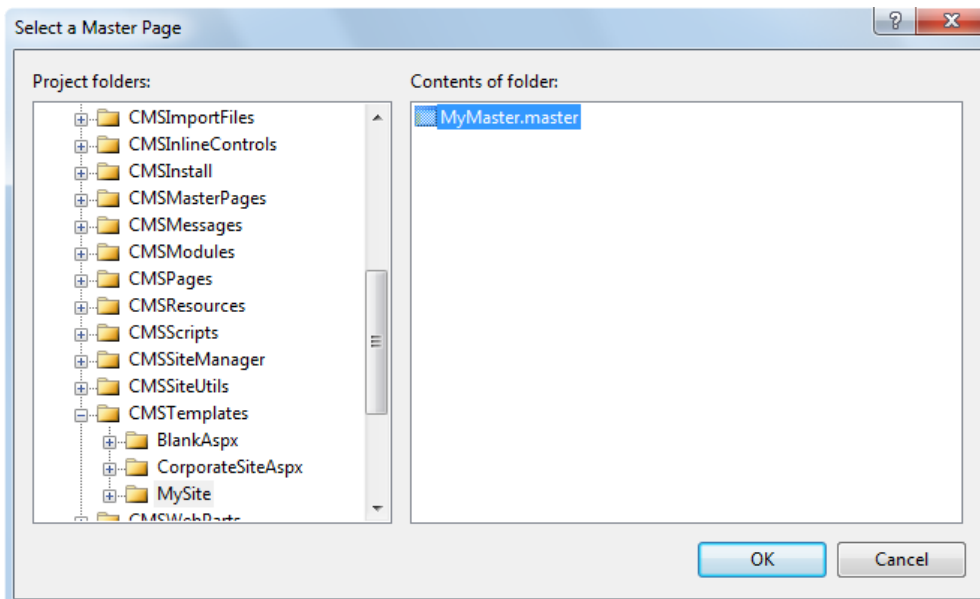 Select a Master Page
Project folders:
CMSImportFiles
CMSInlineControls
CMSInstall
CMSMasterPages
CMSMessages
CMSModules
CMSPages
CMSResources
CMSScripts
CMSSiteManager
CMSSiteUtils
CMSTemplates
BlankAspx
CorporateSiteAspx
MySite
CMSWebParts
Contents of folder:
MyMaster.master
OK
Cancel